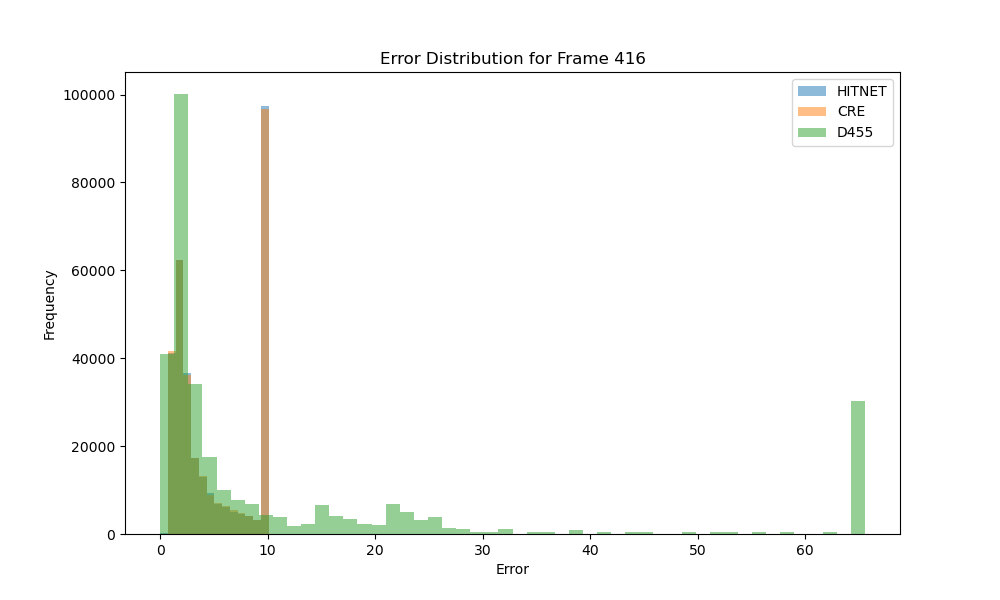 Error Distribution for Frame 416
HITNET
CRE
D455
Frequency
100000
80000
60000
40000
20000
0
0 10 20 30 40 50 60
Error